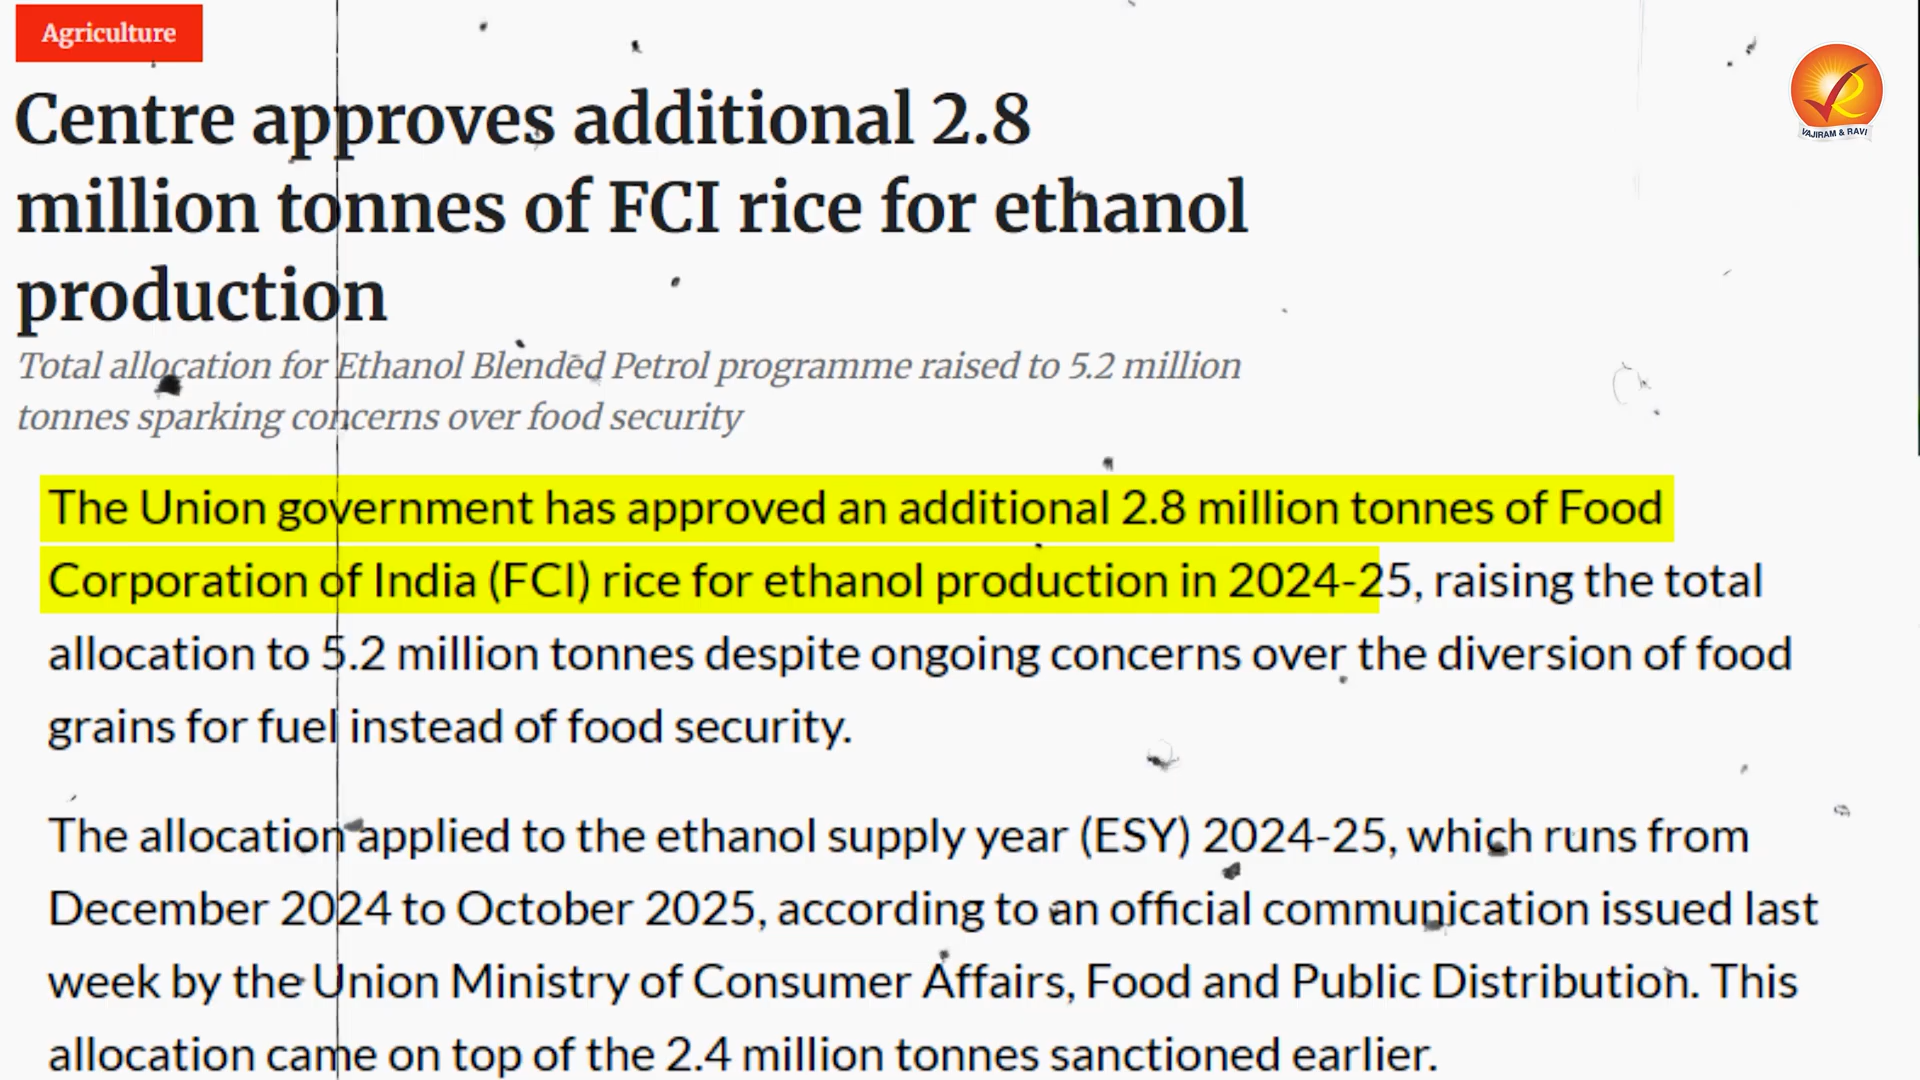 Agriculture
VAJIRAM & RAVI
Centre approves additional 2.8
million tonnes of FCI rice for ethanol
production
Total allocation for Ethanol Blended Petrol programme raised to 5.2 million
tonnes sparking concerns over food security
The Union government has approved an additional 2.8 million tonnes of Food
Corporation of India (FCI) rice for ethanol production in 2024-25, raising the total
allocation to 5.2 million tonnes despite ongoing concerns over the diversion of food
grains for fuel instead of food security.
The allocation applied to the ethanol supply year (ESY) 2024-25, which runs from
December 2024 to October 2025, according to an official communication issued last
week by the Union Ministry of Consumer Affairs, Food and Public Distribution. This
allocation came on top of the 2.4 million tonnes sanctioned earlier.